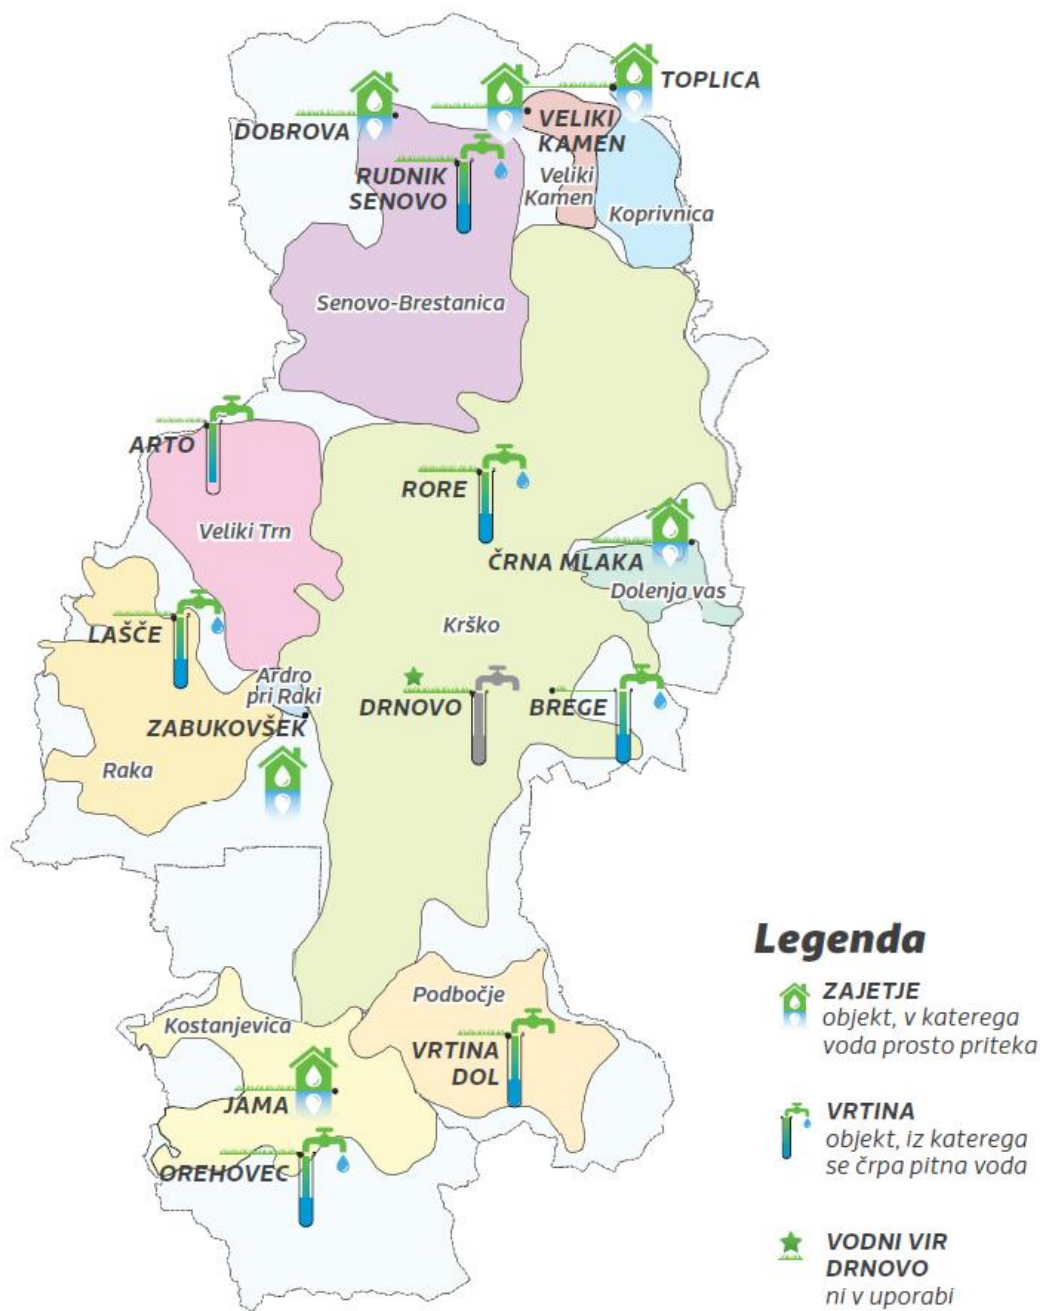 TOPLICA
DOBROVA
VELIKI
KAMEN
RUDNIK
SENOVO
Veliki
Kamen
Koprivnica
Senovo-Brestanica
ARTO
RORE
Veliki Trn
ČRNA MLAKA
Dolenja vas
LAŠČE
Krško
Ardro
pri Raki
DRNOVO
BREGE
ZABUKOVŠEK
Raka
Legenda
ZAJETJE
objekt, v katerega
voda prosto priteka
Podbočje
Kostanjevica
VRTINA
DOL
JAMA
VRTINA
objekt, iz katerega
se črpa pitna voda
OREHOVEC
VODNI VIR
DRNOVO
ni v uporabi